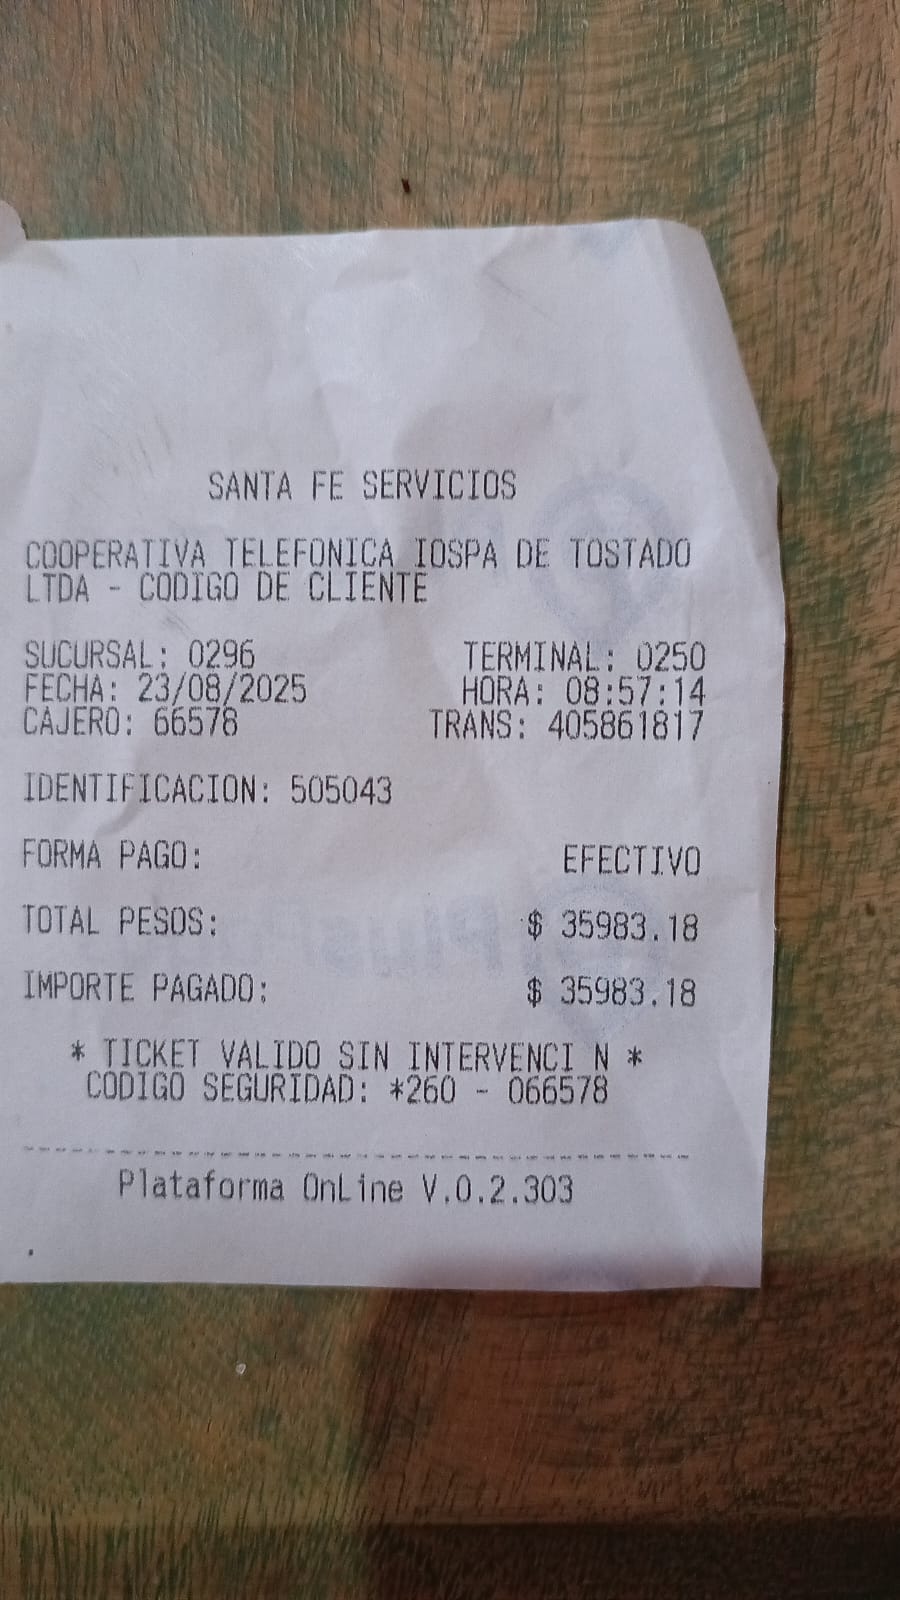 SANTA FE SERVICIOS
COOPERATIVA TELEFONICA IOSPA DE TOSTADO
LTDA - CODIGO DE CLIENTE
SUCURSAL: 0296 TERMINAL: 0250
FECHA: 23/08/2025 HORA: 08:57:14
CAJERO: 66578 TRANS: 405861817
IDENTIFICACION: 505043
FORMA PAGO: EFECTIVO
TOTAL PESOS: $ 35983.18
IMPORTE PAGADO: $ 35983.18
* TICKET VALIDO SIN INTERVENCI N *
CODIGO SEGURIDAD: *260 - 066578
Plataforma OnLine V.0.2.303